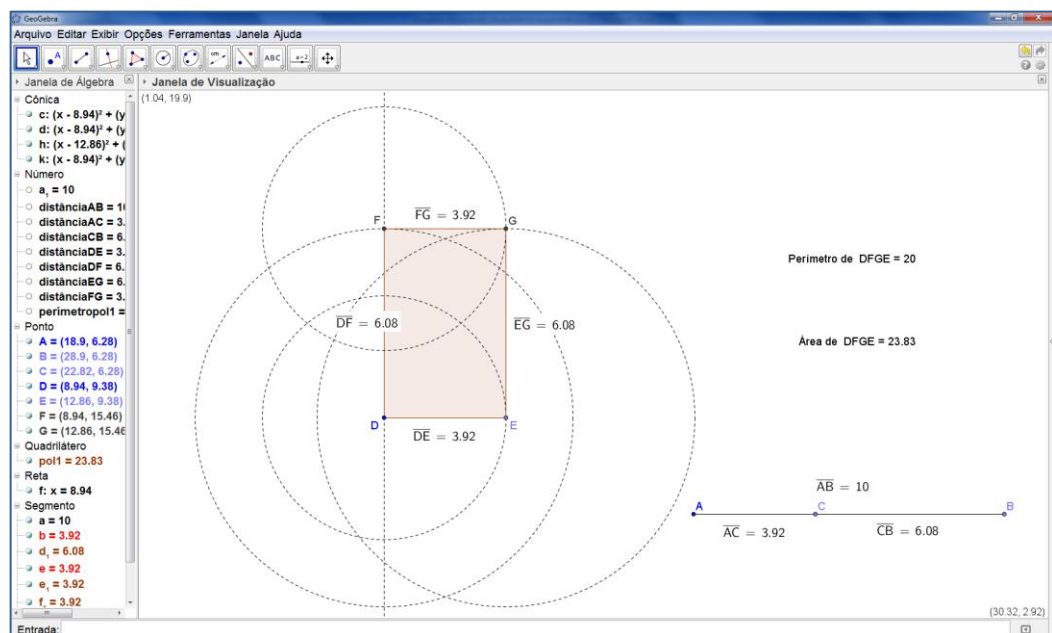 GeoGebra
Arquivo Editar Exibir Opções Ferramentas Janela Ajuda
A
cm
ABC
a=2
Janela de Álgebra
Janela de Visualização
Cônica
c: (x - 8.94)² + (y
d: (x - 8.94)² + (y
h: (x - 12.86)² + (
k: (x - 8.94)² + (y
Número
a₁ = 10
distânciaAB = 10
distânciaAC = 3.
distânciaCB = 6.
distânciaDE = 3.
distânciaDF = 6.
distânciaEG = 6.
distânciaFG = 3.
perímetropol1 =
Ponto
A = (18.9, 6.28)
B = (28.9, 6.28)
C = (22.82, 6.28)
D = (8.94, 9.38)
E = (12.86, 9.38)
F = (8.94, 15.46)
G = (12.86, 15.46
Quadrilátero
pol1 = 23.83
Reta
f: x = 8.94
Segmento
a = 10
b = 3.92
d₁ = 6.08
e = 3.92
e₁ = 3.92
f₁ = 3.92
(1.04, 19.9)
F
FG = 3.92
G
Perímetro de DFGE = 20
DF = 6.08
EG = 6.08
Área de DFGE = 23.83
D
E
DE = 3.92
AB = 10
A
C
B
AC = 3.92
CB = 6.08
(30.32, 2.92)
Entrada: